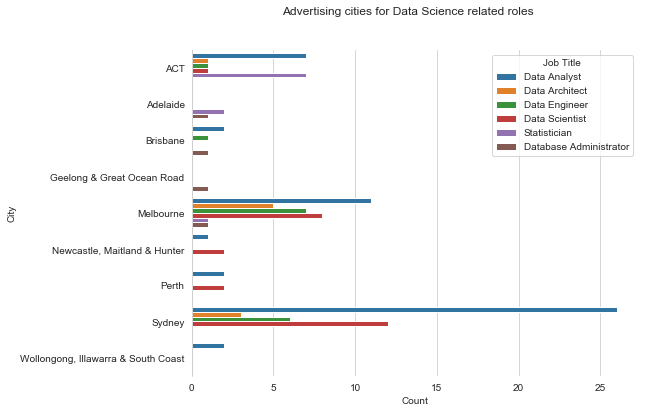 Advertising cities for Data Science related roles
Job Title
Data Analyst
Data Architect
Data Engineer
Data Scientist
Statistician
Database Administrator
City
ACT
Adelaide
Brisbane
Geelong & Great Ocean Road
Melbourne
Newcastle, Maitland & Hunter
Perth
Sydney
Wollongong, Illawarra & South Coast
0 5 10 15 20 25
Count